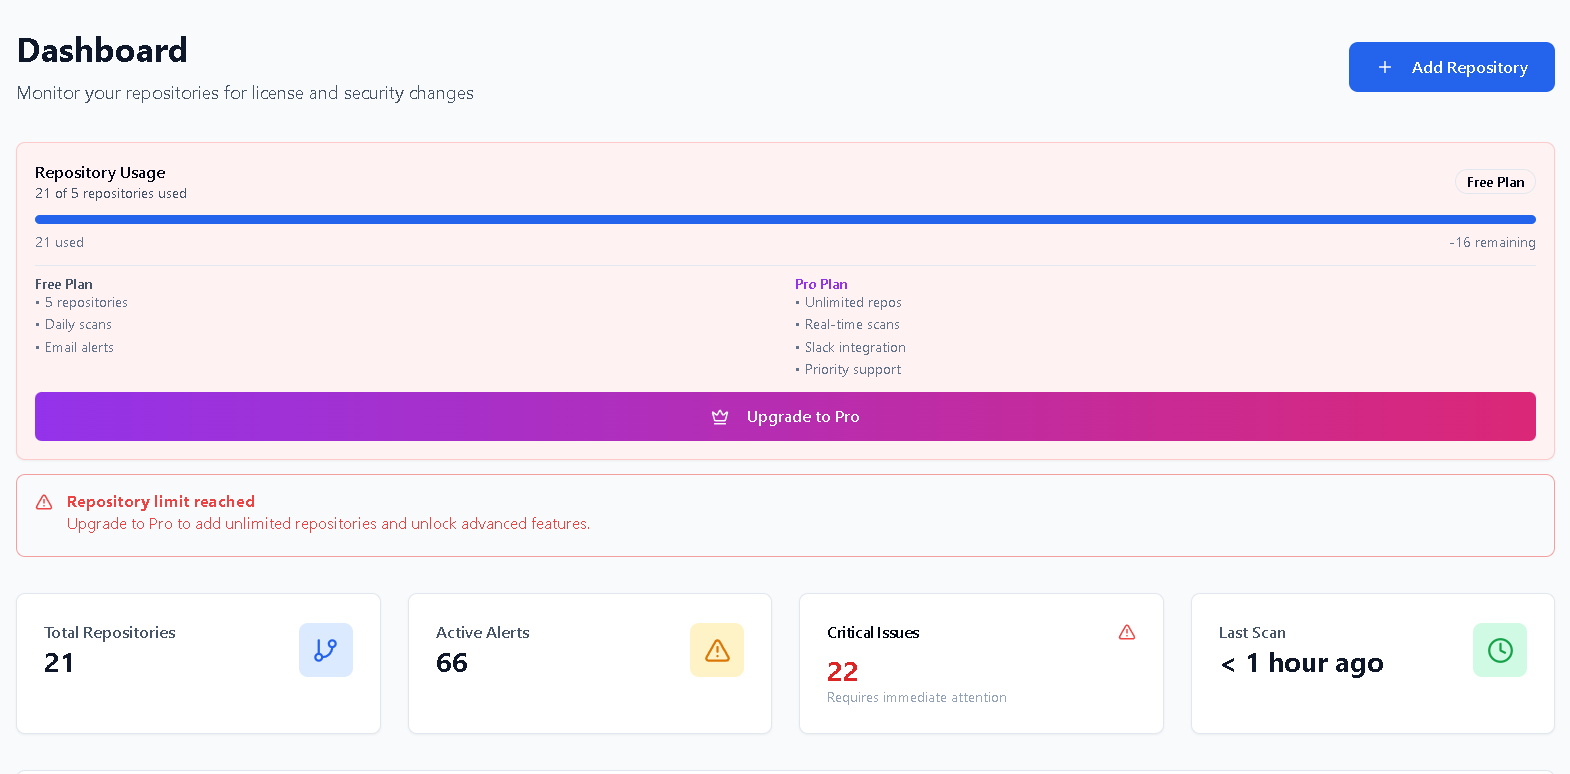 Dashboard
Monitor your repositories for license and security changes
Add Repository
Repository Usage
21 of 5 repositories used
Free Plan
21 used
-16 remaining
Free Plan
• 5 repositories
• Daily scans
• Email alerts
Pro Plan
• Unlimited repos
• Real-time scans
• Slack integration
• Priority support
Upgrade to Pro
Repository limit reached
Upgrade to Pro to add unlimited repositories and unlock advanced features.
Total Repositories
21
Active Alerts
66
Critical Issues
22
Requires immediate attention
Last Scan
< 1 hour ago